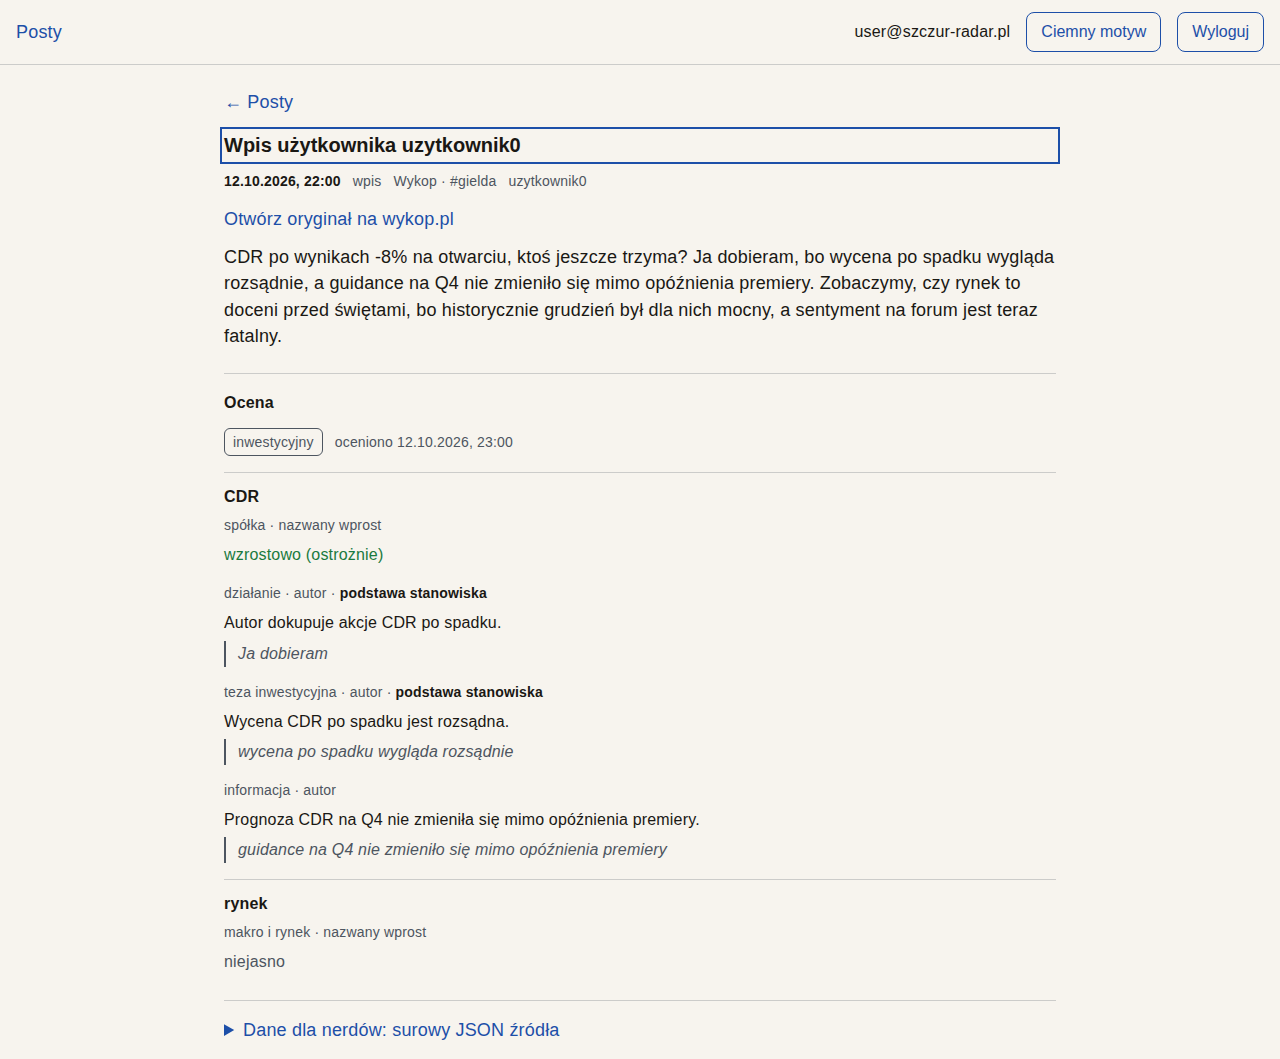 Posty
user@szczur-radar.pl
Ciemny motyw
Wyloguj
← Posty
Wpis użytkownika uzytkownik0
12.10.2026, 22:00 wpis Wykop · #gielda uzytkownik0
Otwórz oryginał na wykop.pl
CDR po wynikach -8% na otwarciu, ktoś jeszcze trzyma? Ja dobieram, bo wycena po spadku wygląda
rozsądnie, a guidance na Q4 nie zmieniło się mimo opóźnienia premiery. Zobaczymy, czy rynek to
doceni przed świętami, bo historycznie grudzień był dla nich mocny, a sentyment na forum jest teraz
fatalny.
Ocena
inwestycyjny oceniono 12.10.2026, 23:00
CDR
spółka · nazwany wprost
wzrostowo (ostrożnie)
działanie · autor · podstawa stanowiska
Autor dokupuje akcje CDR po spadku.
Ja dobieram
teza inwestycyjna · autor · podstawa stanowiska
Wycena CDR po spadku jest rozsądna.
wycena po spadku wygląda rozsądnie
informacja · autor
Prognoza CDR na Q4 nie zmieniła się mimo opóźnienia premiery.
guidance na Q4 nie zmieniło się mimo opóźnienia premiery
rynek
makro i rynek · nazwany wprost
niejasno
Dane dla nerdów: surowy JSON źródła